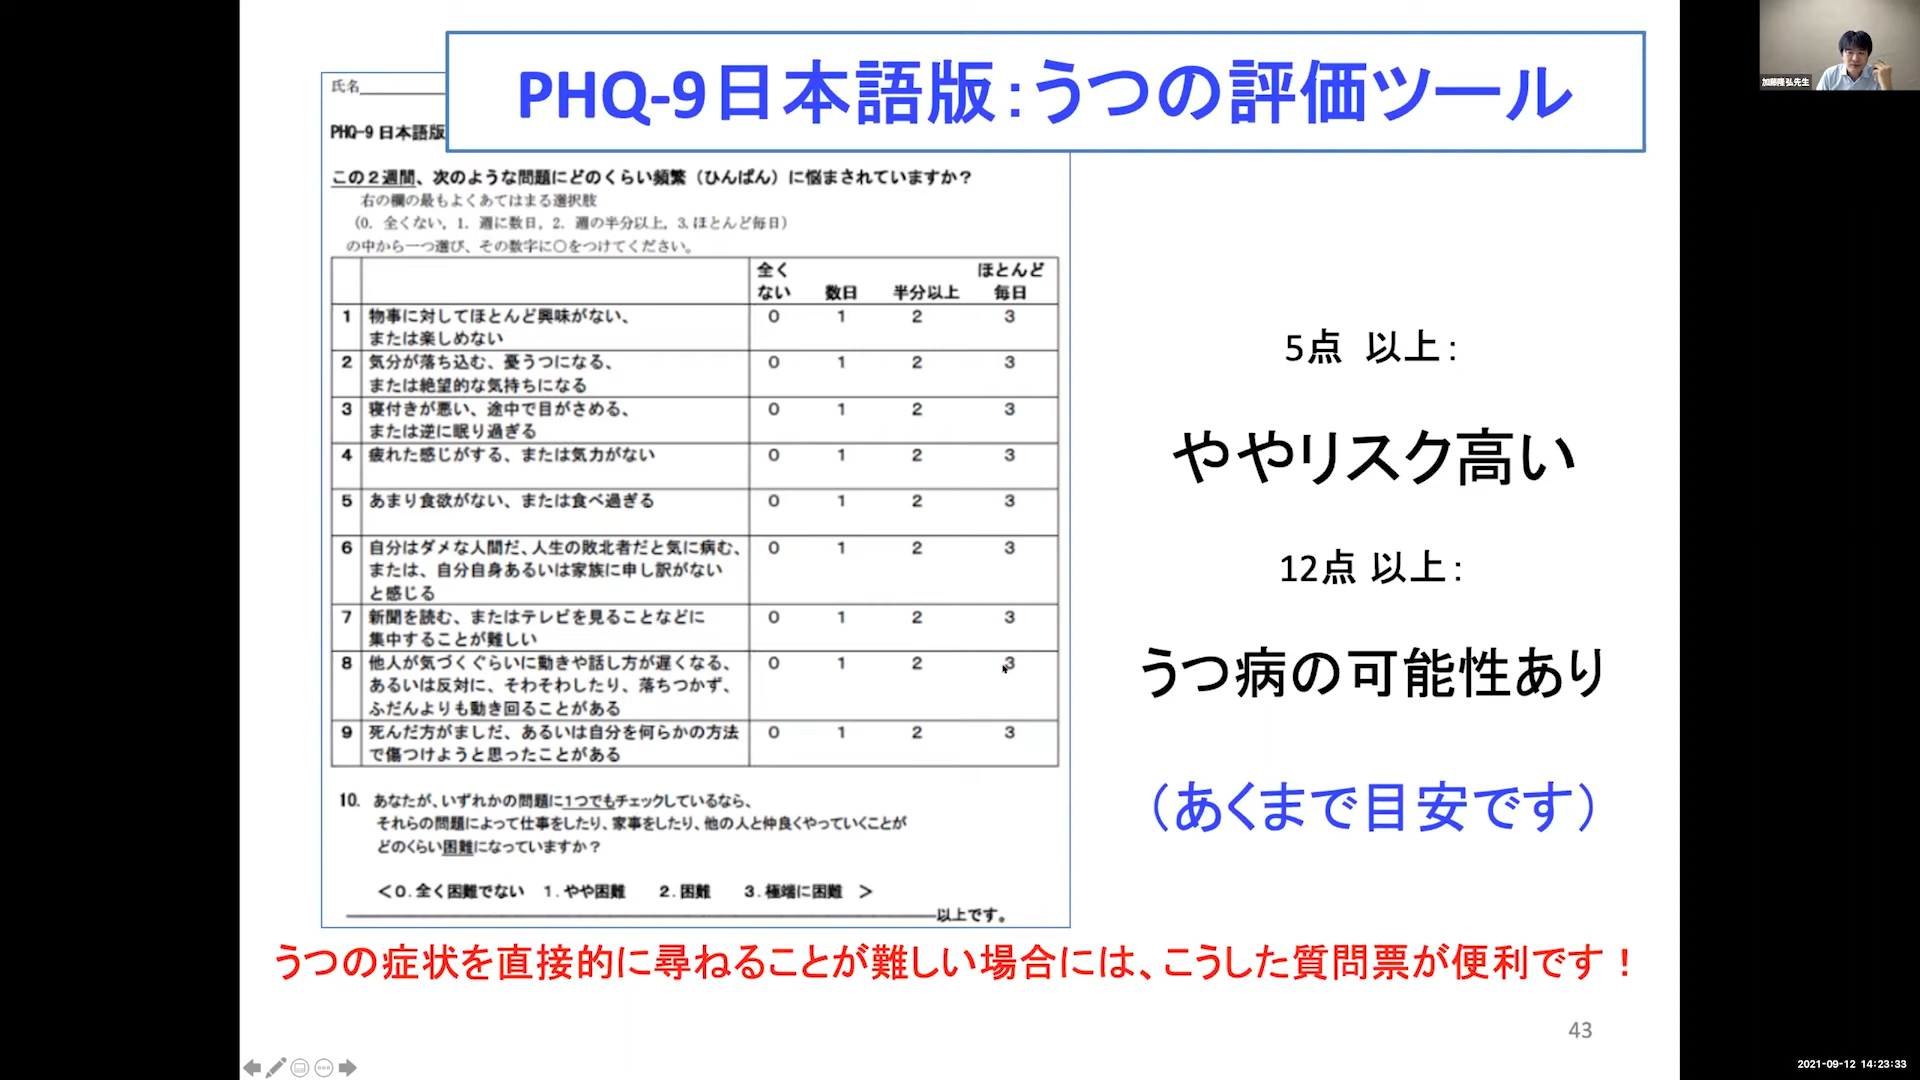 PHQ-9日本語版：うつの評価ツール
加藤隆弘先生
氏名
PHQ-9 日本語版
この２週間、次のような問題にどのくらい頻繁（ひんぱん）に悩まされていますか？
右の欄の最もよくあてはまる選択肢
（0. 全くない, 1. 週に数日, 2. 週の半分以上, 3. ほとんど毎日）
の中から一つ選び、その数字に〇をつけてください。
全く ほとんど
ない 数日 半分以上 毎日
1 物事に対してほとんど興味がない、 0 1 2 3
または楽しめない
2 気分が落ち込む、憂うつになる、 0 1 2 3
または絶望的な気持ちになる
3 寝付きが悪い、途中で目がさめる、 0 1 2 3
または逆に眠り過ぎる
4 疲れた感じがする、または気力がない 0 1 2 3
5 あまり食欲がない、または食べ過ぎる 0 1 2 3
6 自分はダメな人間だ、人生の敗北者だと気に病む、 0 1 2 3
または、自分自身あるいは家族に申し訳がない
と感じる
7 新聞を読む、またはテレビを見ることなどに 0 1 2 3
集中することが難しい
8 他人が気づくぐらいに動きや話し方が遅くなる、 0 1 2 3
あるいは反対に、そわそわしたり、落ちつかず、
ふだんよりも動き回ることがある
9 死んだ方がましだ、あるいは自分を何らかの方法 0 1 2 3
で傷つけようと思ったことがある
10. あなたが、いずれかの問題に1つでもチェックしているなら、
それらの問題によって仕事をしたり、家事をしたり、他の人と仲良くやっていくことが
どのくらい困難になっていますか？
＜０．全く困難でない １．やや困難 ２．困難 ３．極端に困難 ＞
以上です。
5点 以上：
ややリスク高い
12点 以上：
うつ病の可能性あり
（あくまで目安です）
うつの症状を直接的に尋ねることが難しい場合には、こうした質問票が便利です！
43
2021-09-12 14:23:33